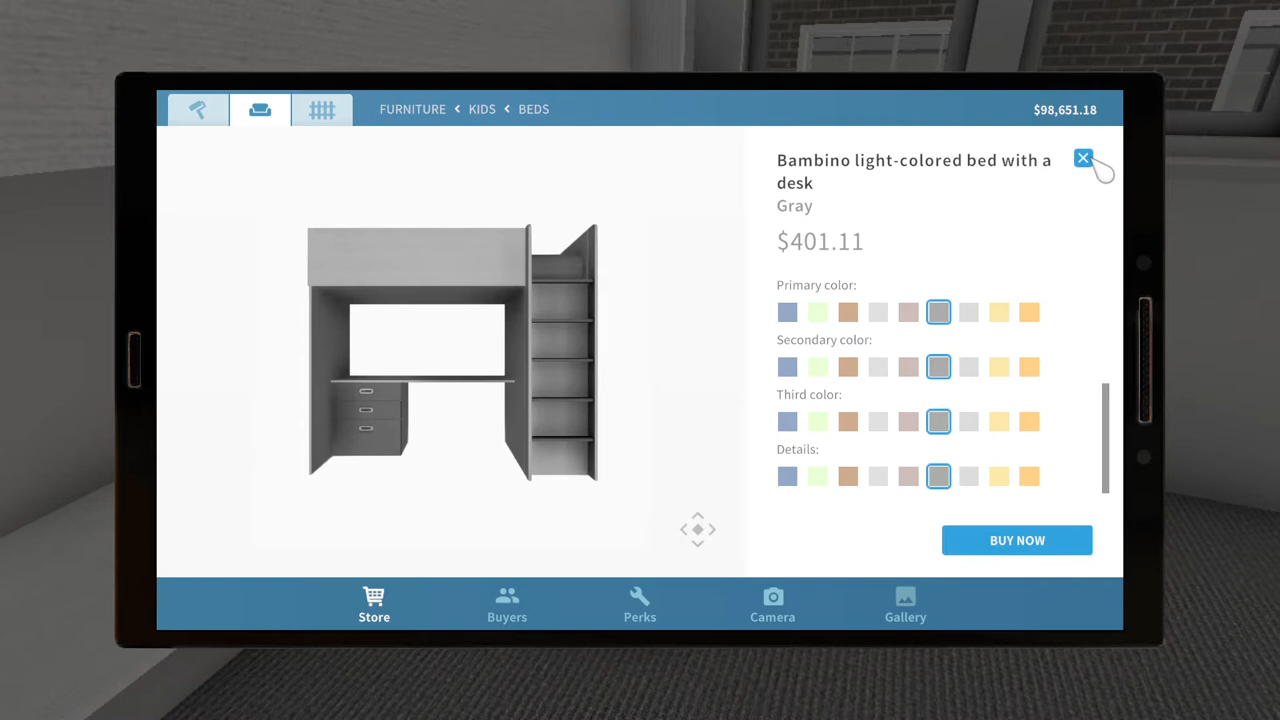 FURNITURE < KIDS < BEDS
$98,651.18
Bambino light-colored bed with a
desk
Gray
$401.11
Primary color:
Secondary color:
Third color:
Details:
BUY NOW
Store
Buyers
Perks
Camera
Gallery